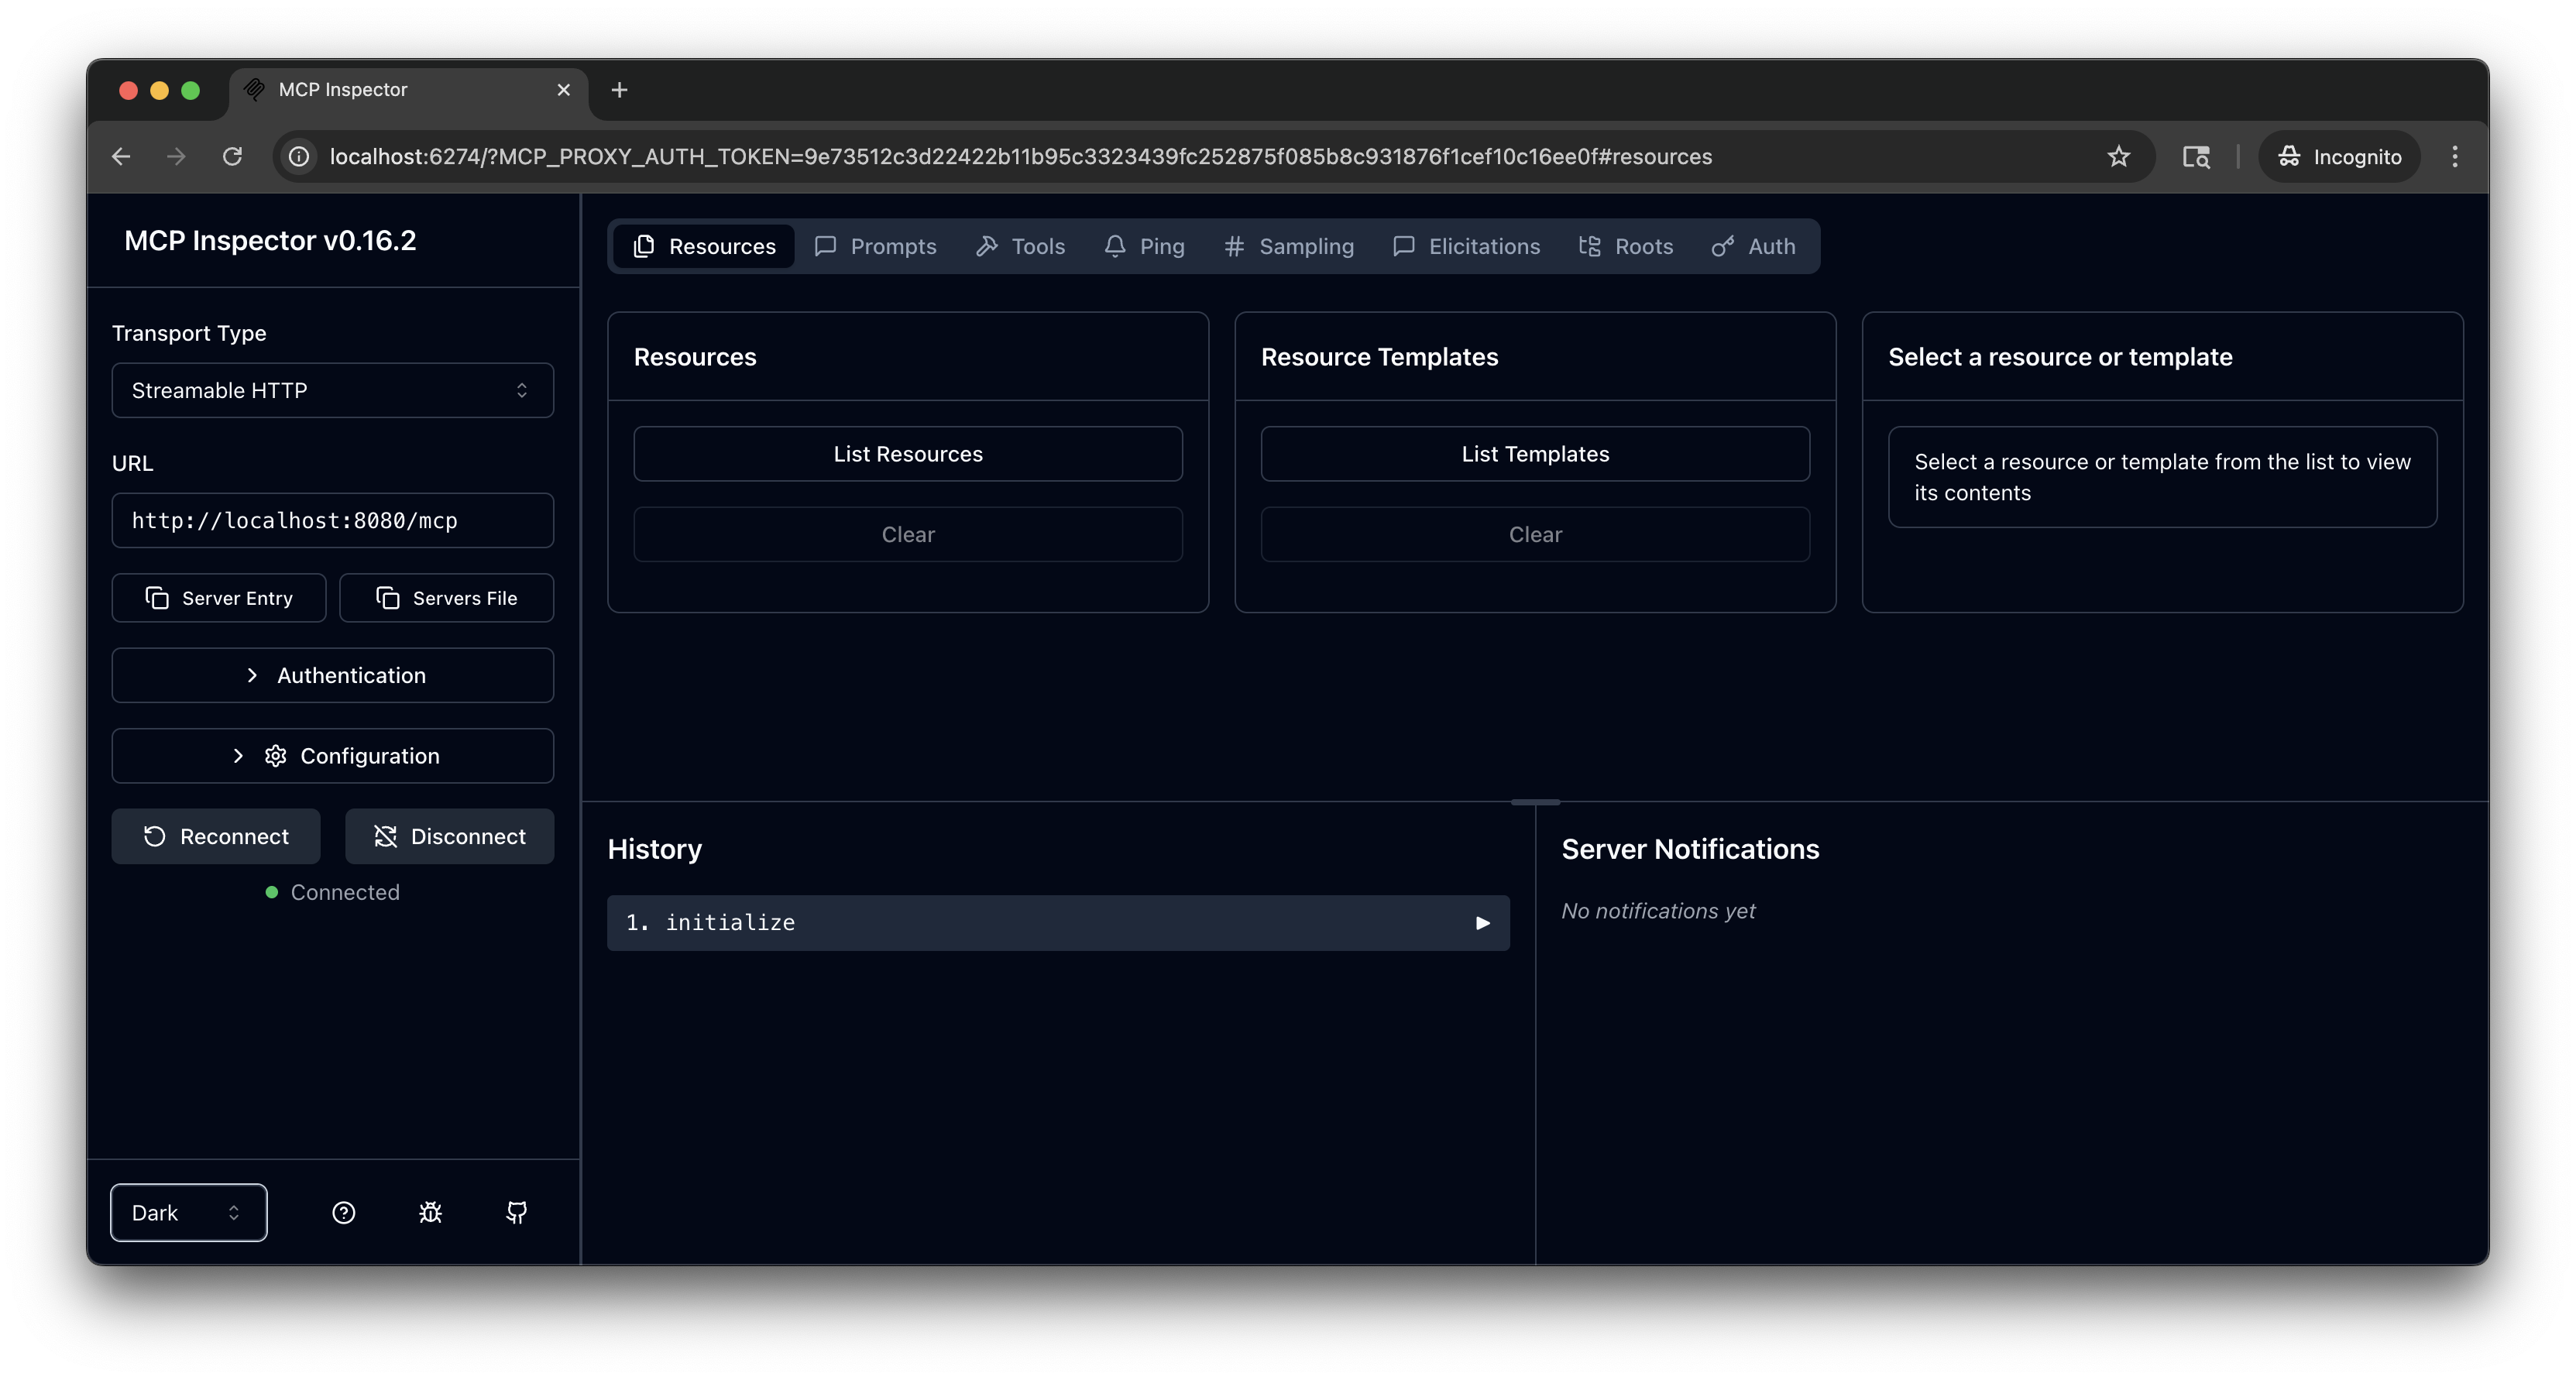 MCP Inspector
localhost:6274/?MCP_PROXY_AUTH_TOKEN=9e73512c3d22422b11b95c3323439fc252875f085b8c931876f1cef10c16ee0f#resources
Incognito
MCP Inspector v0.16.2
Transport Type
Streamable HTTP
URL
http://localhost:8080/mcp
Server Entry
Servers File
Authentication
Configuration
Reconnect
Disconnect
Connected
Dark
Resources
Prompts
Tools
Ping
Sampling
Elicitations
Roots
Auth
Resources
List Resources
Clear
Resource Templates
List Templates
Clear
Select a resource or template
Select a resource or template from the list to view
its contents
History
1. initialize
Server Notifications
No notifications yet